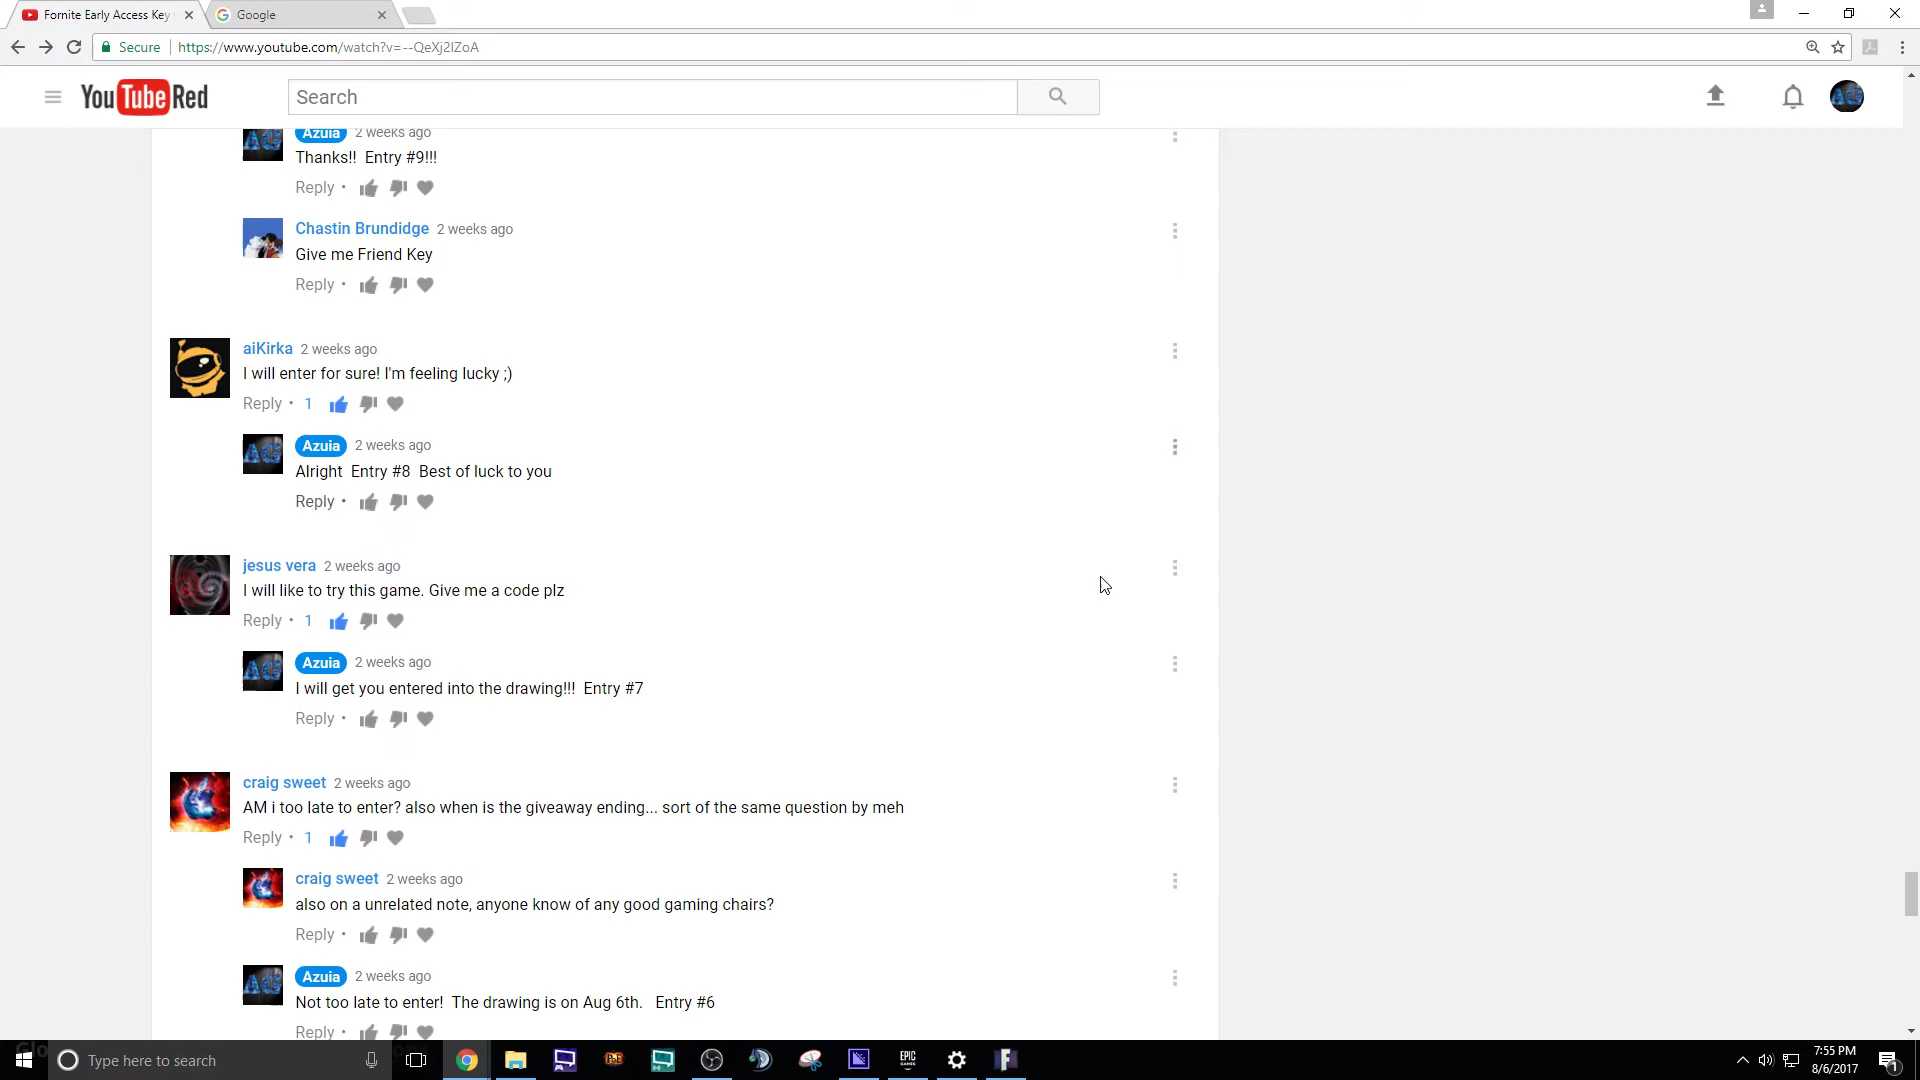 Fornite Early Access Key
Google
Secure
https://www.youtube.com/watch?v=--QeXj2lZoA
YouTube Red
Search
Azuia 2 weeks ago
Thanks!! Entry #9!!!
Reply •
Chastin Brundidge 2 weeks ago
Give me Friend Key
Reply •
aiKirka 2 weeks ago
I will enter for sure! I'm feeling lucky ;)
Reply • 1
Azuia 2 weeks ago
Alright Entry #8 Best of luck to you
Reply •
jesus vera 2 weeks ago
I will like to try this game. Give me a code plz
Reply • 1
Azuia 2 weeks ago
I will get you entered into the drawing!!! Entry #7
Reply •
craig sweet 2 weeks ago
AM i too late to enter? also when is the giveaway ending... sort of the same question by meh
Reply • 1
craig sweet 2 weeks ago
also on a unrelated note, anyone know of any good gaming chairs?
Reply •
Azuia 2 weeks ago
Not too late to enter! The drawing is on Aug 6th. Entry #6
Reply •
Type here to search
EPIC
GAMES
7:55 PM
8/6/2017
1